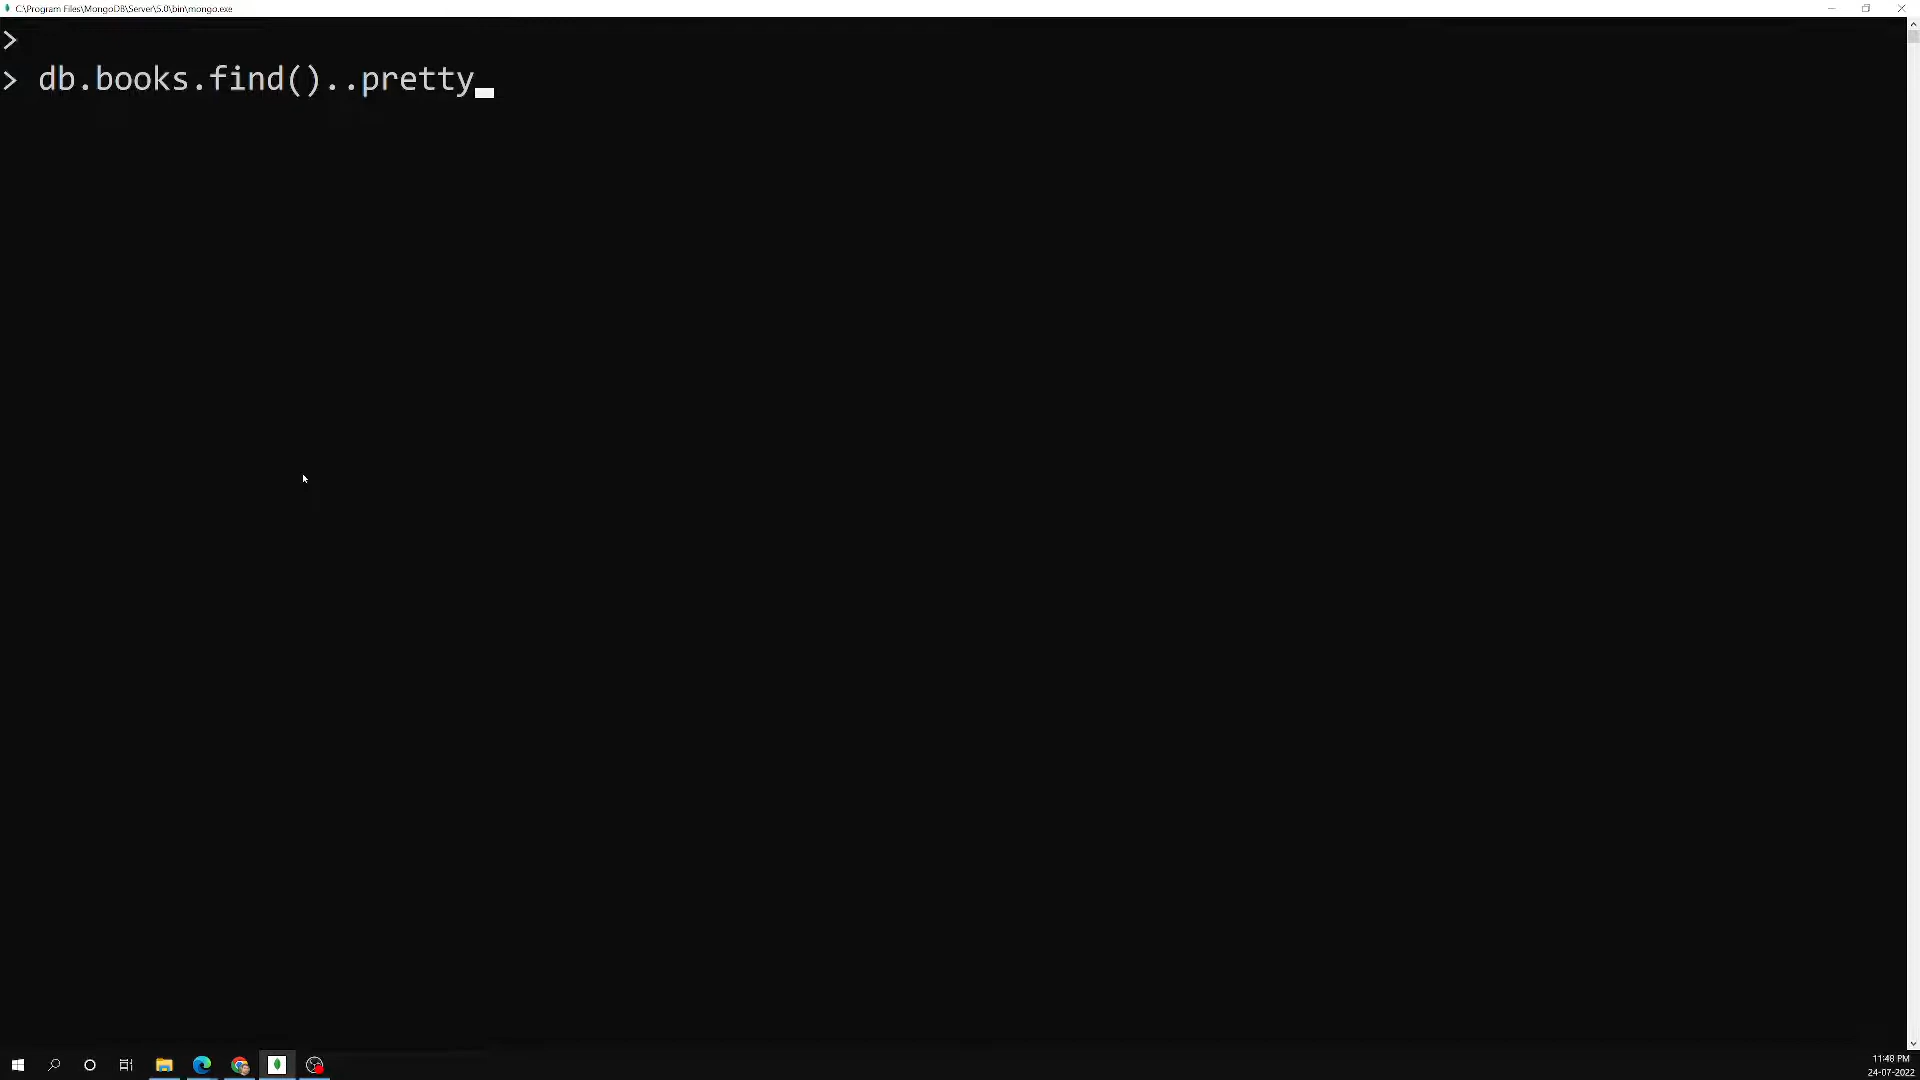 C:\Program Files\MongoDB\Server\5.0\bin\mongo.exe
>
> db.books.find()..pretty
11:48 PM
24-07-2022